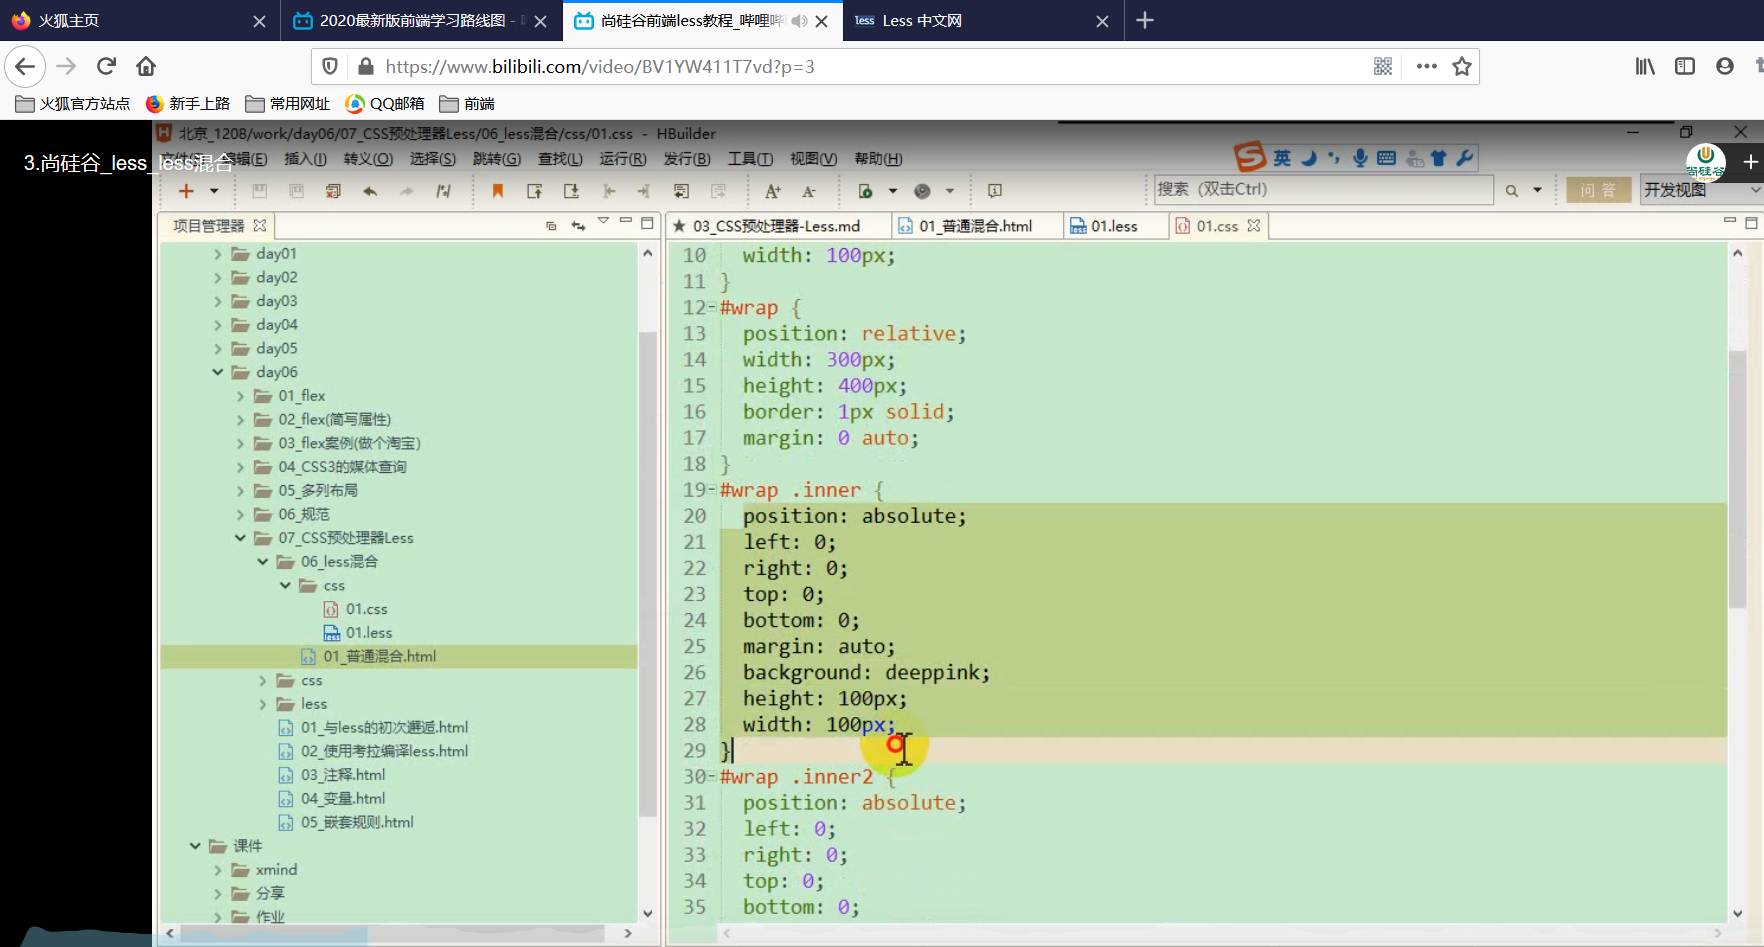 火狐主页
2020最新版前端学习路线图 -
尚硅谷前端less教程_哔哩哔
less Less 中文网
https://www.bilibili.com/video/BV1YW411T7vd?p=3
火狐官方站点 新手上路 常用网址 QQ邮箱 前端
北京_1208/work/day06/07_CSS预处理器Less/06_less混合/css/01.css - HBuilder
3.尚硅谷_less_less混合
编辑(E) 插入(I) 转义(O) 选择(S) 跳转(G) 查找(L) 运行(R) 发行(B) 工具(T) 视图(V) 帮助(H)
英
尚硅谷
搜索 (双击Ctrl)
问答
开发视图
项目管理器
day01
day02
day03
day04
day05
day06
01_flex
02_flex(简写属性)
03_flex案例(做个淘宝)
04_CSS3的媒体查询
05_多列布局
06_规范
07_CSS预处理器Less
06_less混合
css
01.css
01.less
01_普通混合.html
css
less
01_与less的初次邂逅.html
02_使用考拉编译less.html
03_注释.html
04_变量.html
05_嵌套规则.html
课件
xmind
分享
作业
03_CSS预处理器-Less.md 01_普通混合.html 01.less 01.css
10 width: 100px;
11 }
12 #wrap {
13 position: relative;
14 width: 300px;
15 height: 400px;
16 border: 1px solid;
17 margin: 0 auto;
18 }
19 #wrap .inner {
20 position: absolute;
21 left: 0;
22 right: 0;
23 top: 0;
24 bottom: 0;
25 margin: auto;
26 background: deeppink;
27 height: 100px;
28 width: 100px;
29 }
30 #wrap .inner2 {
31 position: absolute;
32 left: 0;
33 right: 0;
34 top: 0;
35 bottom: 0;